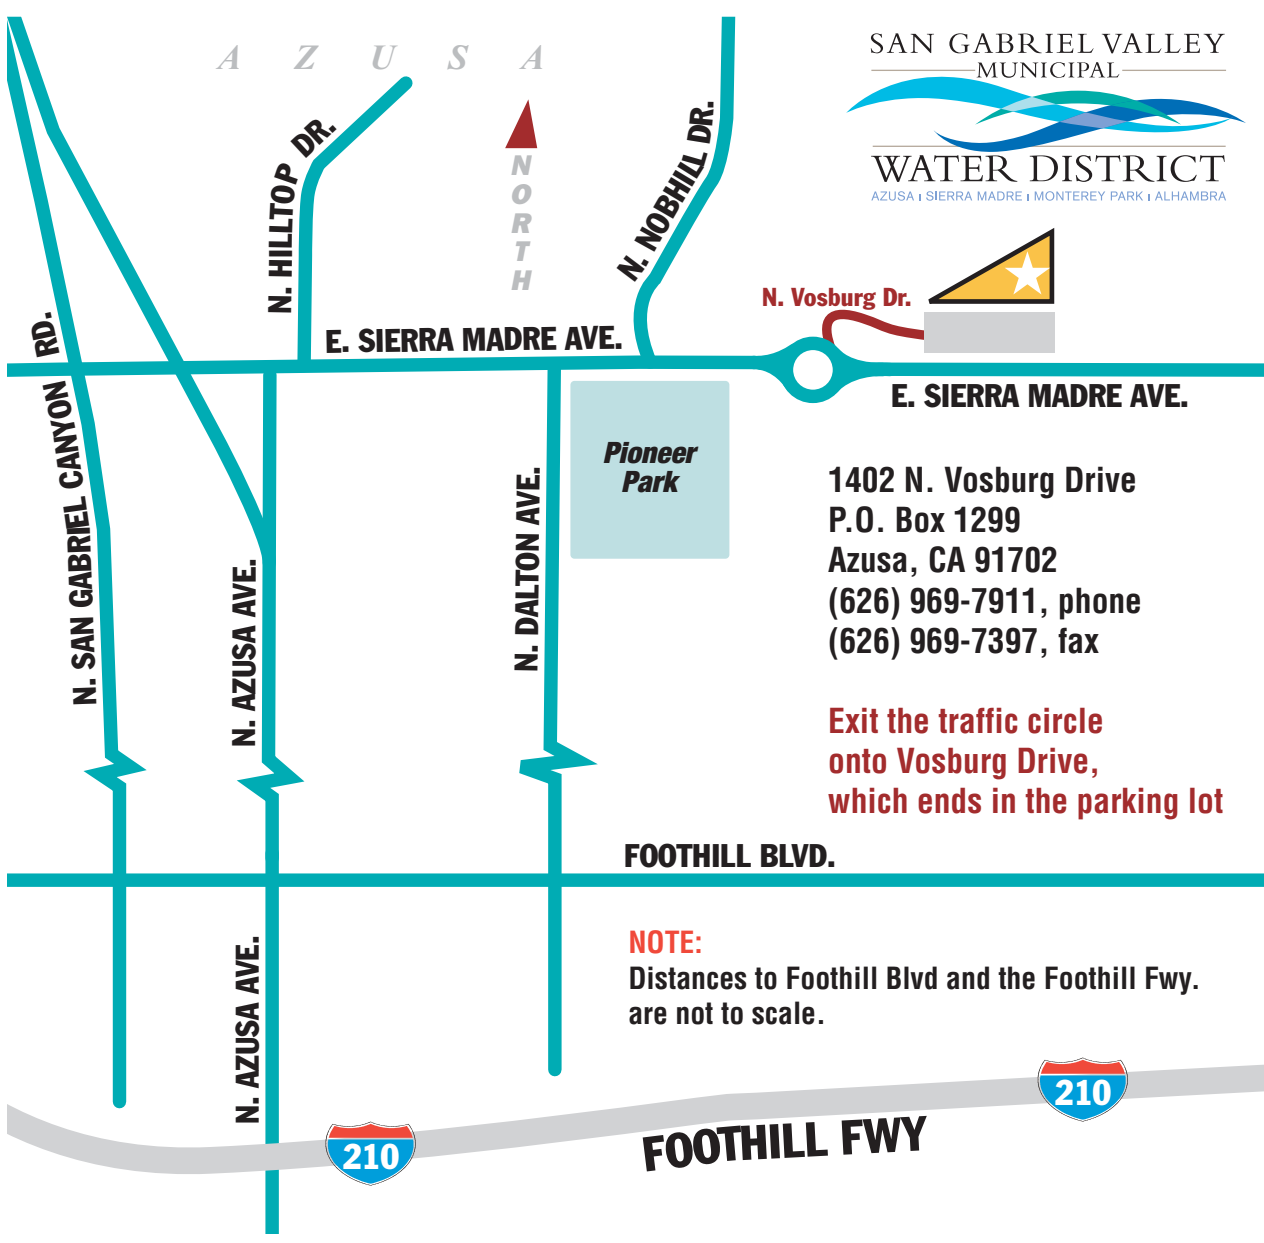 A Z U S A
SAN GABRIEL VALLEY
MUNICIPAL
WATER DISTRICT
AZUSA | SIERRA MADRE | MONTEREY PARK | ALHAMBRA
N. HILLTOP DR.
NORTH
N. NOBHILL DR.
N. Vosburg Dr.
E. SIERRA MADRE AVE.
E. SIERRA MADRE AVE.
N. SAN GABRIEL CANYON RD.
Pioneer
Park
N. AZUSA AVE.
N. DALTON AVE.
1402 N. Vosburg Drive
P.O. Box 1299
Azusa, CA 91702
(626) 969-7911, phone
(626) 969-7397, fax
Exit the traffic circle
onto Vosburg Drive,
which ends in the parking lot
FOOTHILL BLVD.
NOTE:
Distances to Foothill Blvd and the Foothill Fwy.
are not to scale.
N. AZUSA AVE.
210
210
FOOTHILL FWY